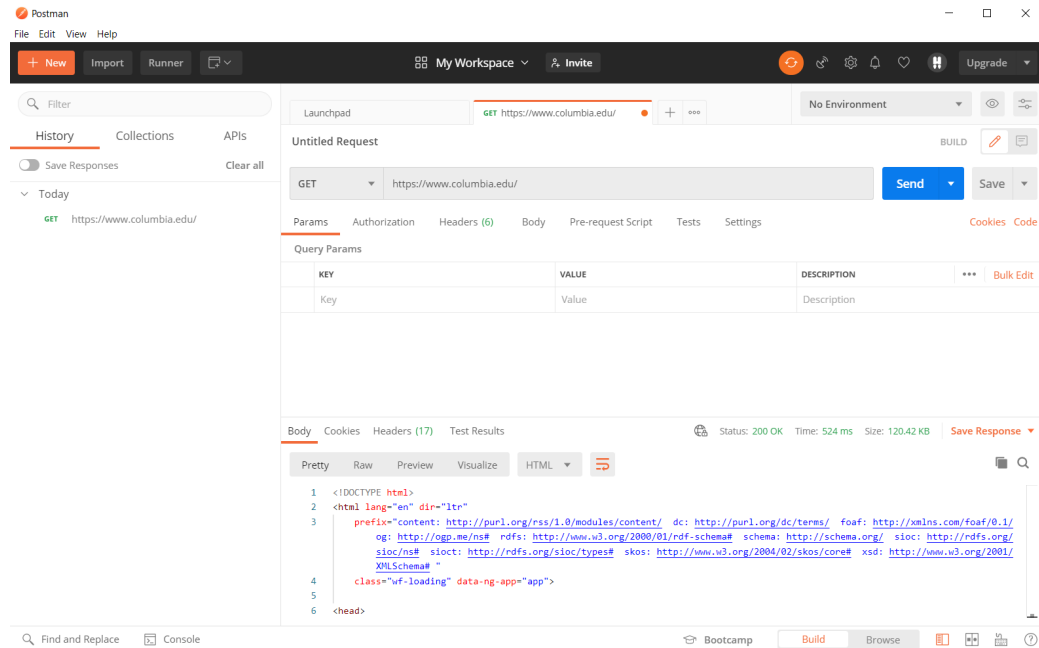 Postman
File Edit View Help
+ New Import Runner My Workspace Invite Upgrade
Filter
History Collections APIs
Save Responses Clear all
Today
GET https://www.columbia.edu/
Launchpad GET https://www.columbia.edu/ + No Environment
Untitled Request BUILD
GET https://www.columbia.edu/ Send Save
Params Authorization Headers (6) Body Pre-request Script Tests Settings Cookies Code
Query Params
KEY VALUE DESCRIPTION Bulk Edit
Key Value Description
Body Cookies Headers (17) Test Results Status: 200 OK Time: 524 ms Size: 120.42 KB Save Response
Pretty Raw Preview Visualize HTML
1 <!DOCTYPE html>
2 <html lang="en" dir="ltr"
3 prefix="content: http://purl.org/rss/1.0/modules/content/ dc: http://purl.org/dc/terms/ foaf: http://xmlns.com/foaf/0.1/
og: http://ogp.me/ns# rdfs: http://www.w3.org/2000/01/rdf-schema# schema: http://schema.org/ sioc: http://rdfs.org/
sioc/ns# sioct: http://rdfs.org/sioc/types# skos: http://www.w3.org/2004/02/skos/core# xsd: http://www.w3.org/2001/
XMLSchema# "
4 class="wf-loading" data-ng-app="app">
5
6 <head>
Find and Replace Console Bootcamp Build Browse